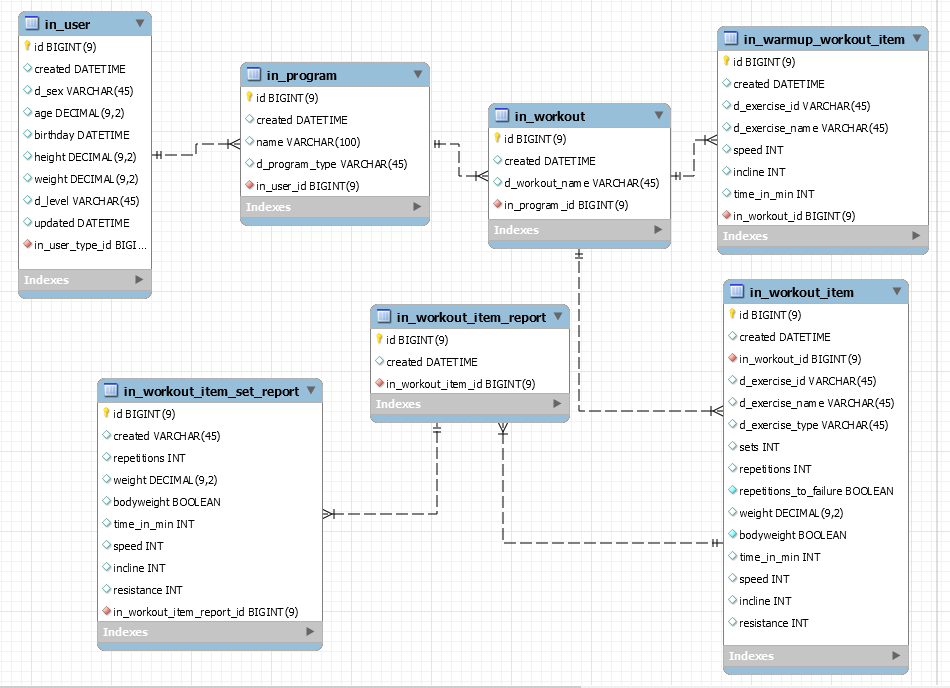 in_user
id BIGINT(9)
created DATETIME
d_sex VARCHAR(45)
age DECIMAL(9,2)
birthday DATETIME
height DECIMAL(9,2)
weight DECIMAL(9,2)
d_level VARCHAR(45)
updated DATETIME
in_user_type_id BIGI...
Indexes
in_program
id BIGINT(9)
created DATETIME
name VARCHAR(100)
d_program_type VARCHAR(45)
in_user_id BIGINT(9)
Indexes
in_workout
id BIGINT(9)
created DATETIME
d_workout_name VARCHAR(45)
in_program_id BIGINT(9)
Indexes
in_warmup_workout_item
id BIGINT(9)
created DATETIME
d_exercise_id VARCHAR(45)
d_exercise_name VARCHAR(45)
speed INT
incline INT
time_in_min INT
in_workout_id BIGINT(9)
Indexes
in_workout_item_report
id BIGINT(9)
created DATETIME
in_workout_item_id BIGINT(9)
Indexes
in_workout_item_set_report
id BIGINT(9)
created VARCHAR(45)
repetitions INT
weight DECIMAL(9,2)
bodyweight BOOLEAN
time_in_min INT
speed INT
incline INT
resistance INT
in_workout_item_report_id BIGINT(9)
Indexes
in_workout_item
id BIGINT(9)
created DATETIME
in_workout_id BIGINT(9)
d_exercise_id VARCHAR(45)
d_exercise_name VARCHAR(45)
d_exercise_type VARCHAR(45)
sets INT
repetitions INT
repetitions_to_failure BOOLEAN
weight DECIMAL(9,2)
bodyweight BOOLEAN
time_in_min INT
speed INT
incline INT
resistance INT
Indexes